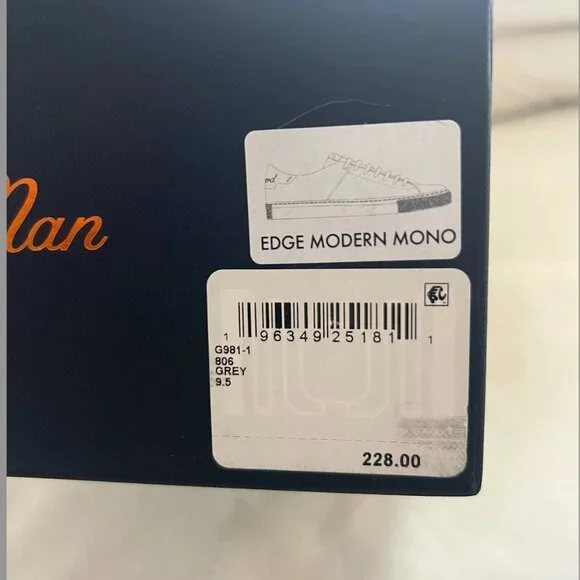 Man
EDGE MODERN MONO
1 96349 25181 1
G981-1
806
GREY
9.5
228.00